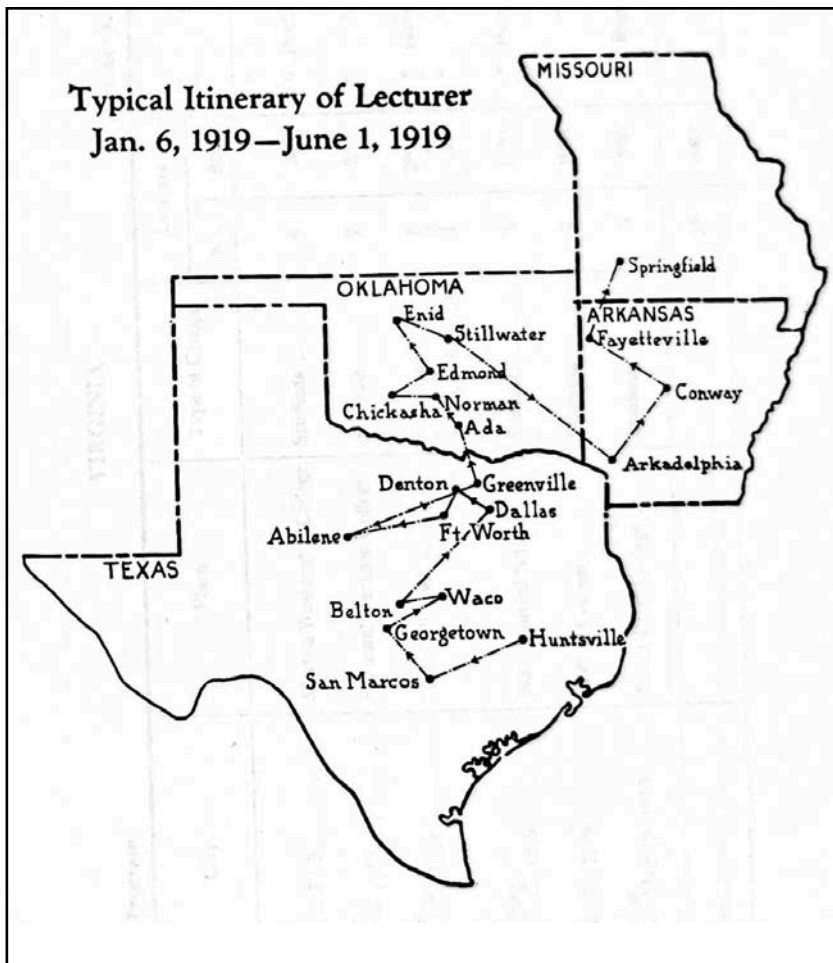 Typical Itinerary of Lecturer
Jan. 6, 1919—June 1, 1919
MISSOURI
Springfield
OKLAHOMA
Enid
Stillwater
ARKANSAS
Fayetteville
Edmond
Conway
Chickasha
Norman
Ada
Arkadelphia
Denton
Greenville
Dallas
Abilene
Ft. Worth
TEXAS
Belton
Waco
Georgetown
Huntsville
San Marcos
VIRGINIA